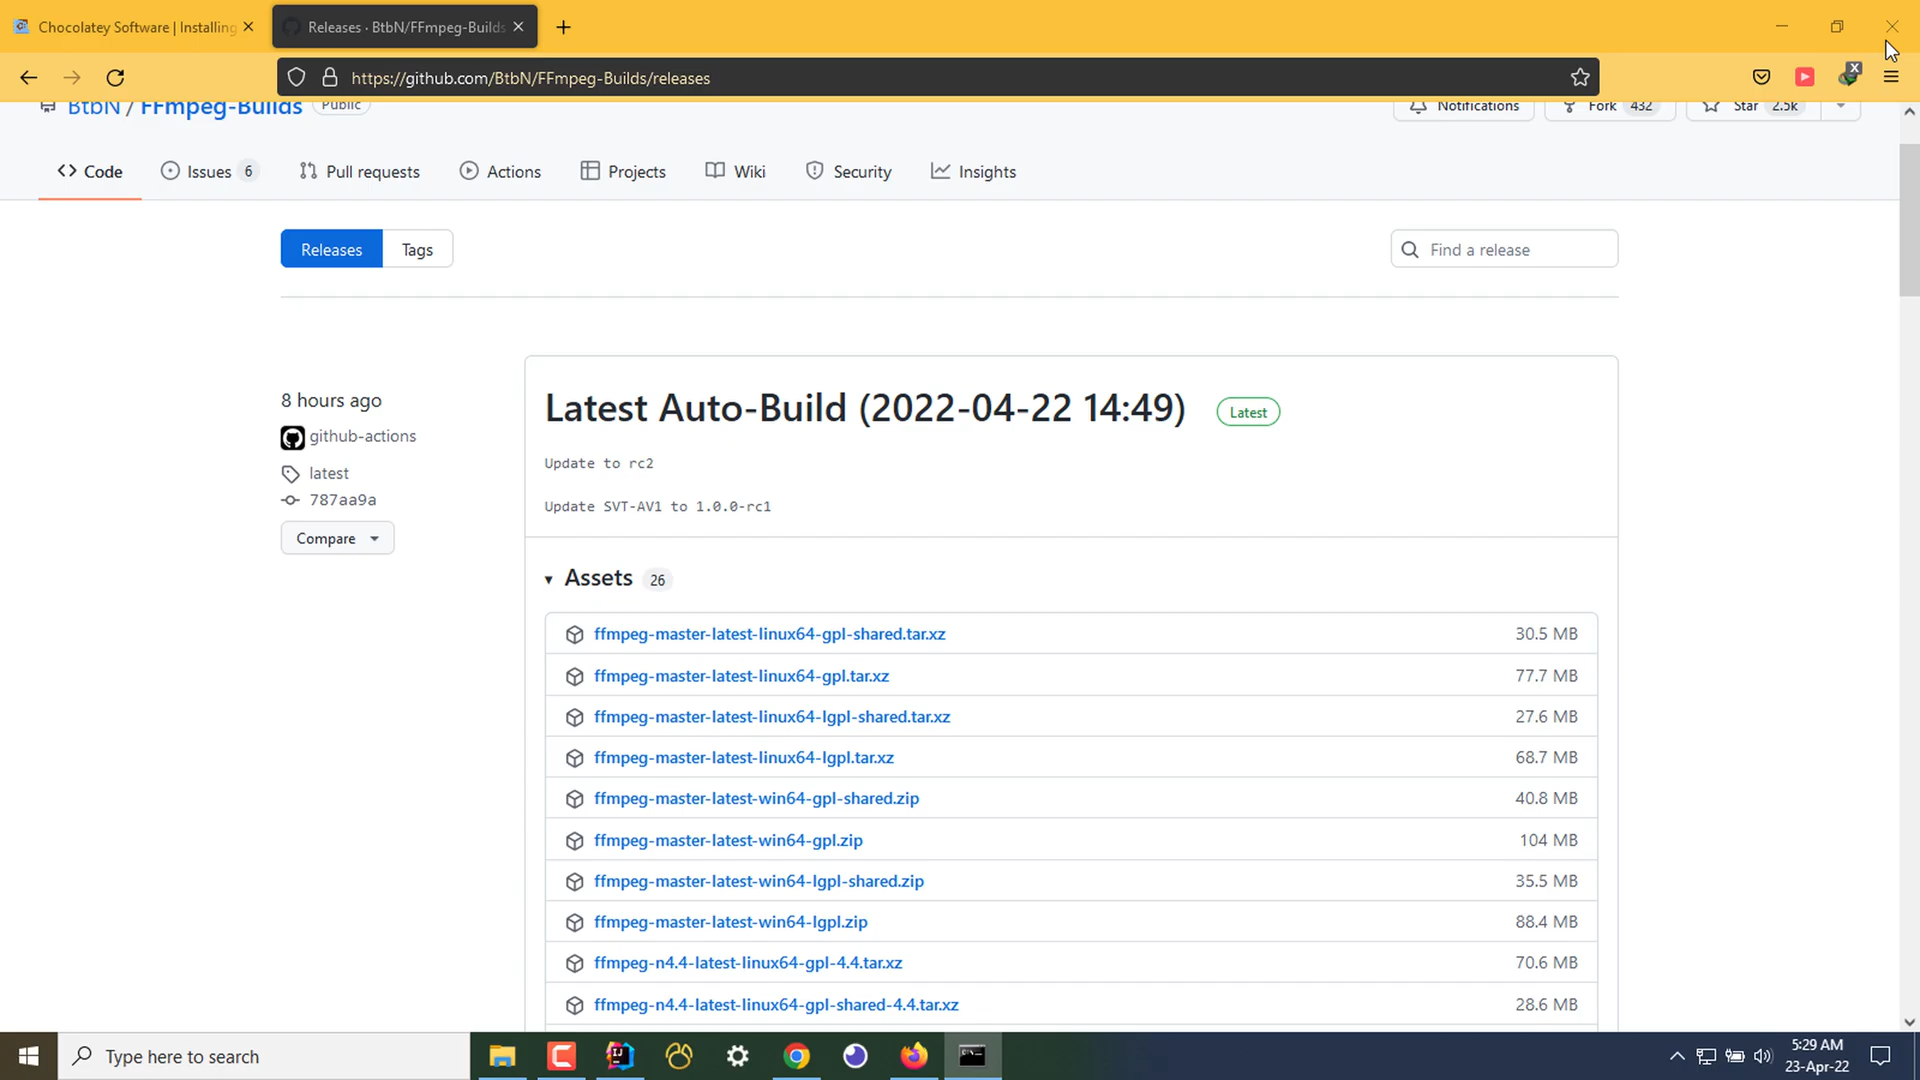 Chocolatey Software | Installing
Releases · BtbN/FFmpeg-Builds
https://github.com/BtbN/FFmpeg-Builds/releases
X
BtbN / FFmpeg-Builds Public
Notifications Fork 432 Star 2.5k
Code Issues 6 Pull requests Actions Projects Wiki Security Insights
Releases Tags
Find a release
8 hours ago
github-actions
latest
787aa9a
Compare
Latest Auto-Build (2022-04-22 14:49) Latest
Update to rc2
Update SVT-AV1 to 1.0.0-rc1
Assets 26
ffmpeg-master-latest-linux64-gpl-shared.tar.xz 30.5 MB
ffmpeg-master-latest-linux64-gpl.tar.xz 77.7 MB
ffmpeg-master-latest-linux64-lgpl-shared.tar.xz 27.6 MB
ffmpeg-master-latest-linux64-lgpl.tar.xz 68.7 MB
ffmpeg-master-latest-win64-gpl-shared.zip 40.8 MB
ffmpeg-master-latest-win64-gpl.zip 104 MB
ffmpeg-master-latest-win64-lgpl-shared.zip 35.5 MB
ffmpeg-master-latest-win64-lgpl.zip 88.4 MB
ffmpeg-n4.4-latest-linux64-gpl-4.4.tar.xz 70.6 MB
ffmpeg-n4.4-latest-linux64-gpl-shared-4.4.tar.xz 28.6 MB
Type here to search
5:29 AM
23-Apr-22